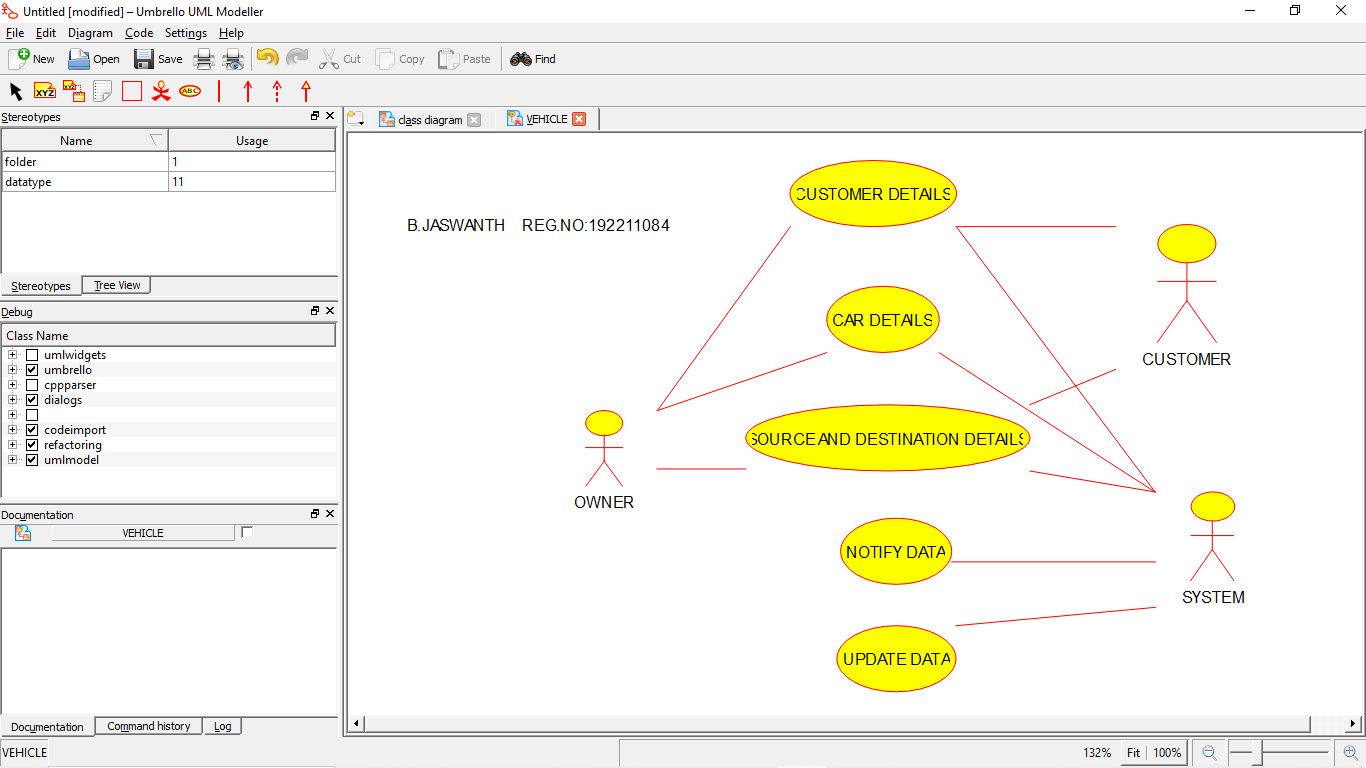 Untitled [modified] – Umbrello UML Modeller
File Edit Diagram Code Settings Help
New Open Save Cut Copy Paste Find
XYZ XYZ ABC
Stereotypes
Name Usage
folder 1
datatype 11
Stereotypes Tree View
Debug
Class Name
umlwidgets
umbrello
cppparser
dialogs
codeimport
refactoring
umlmodel
Documentation
VEHICLE
Documentation Command history Log
class diagram VEHICLE
CUSTOMER DETAILS
B.JASWANTH REG.NO:192211084
CAR DETAILS
CUSTOMER
SOURCE AND DESTINATION DETAILS
OWNER
NOTIFY DATA
SYSTEM
UPDATE DATA
VEHICLE 132% Fit 100%